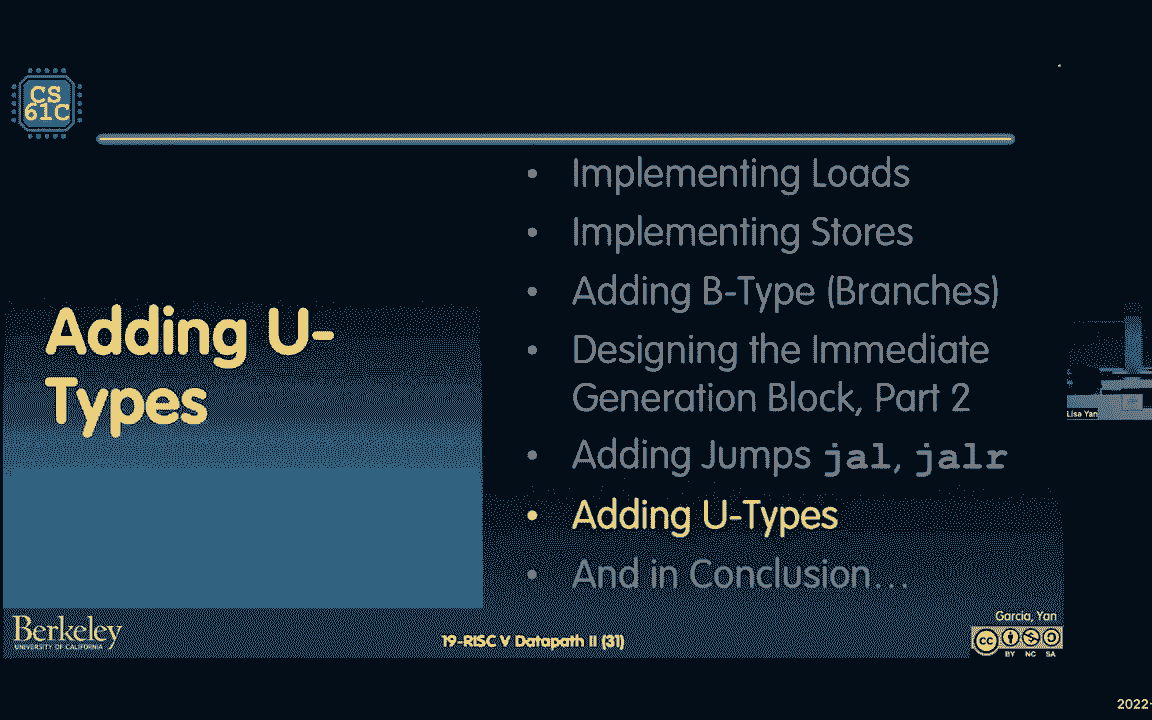 CS
61C
Adding U-
Types
• Implementing Loads
• Implementing Stores
• Adding B-Type (Branches)
• Designing the Immediate
Generation Block, Part 2
• Adding Jumps jal, jalr
• Adding U-Types
• And in Conclusion...
Lisa Yan
Berkeley
UNIVERSITY OF CALIFORNIA
19-RISC V Datapath II (31)
Garcia, Yan
cc
BY NC SA
2022-